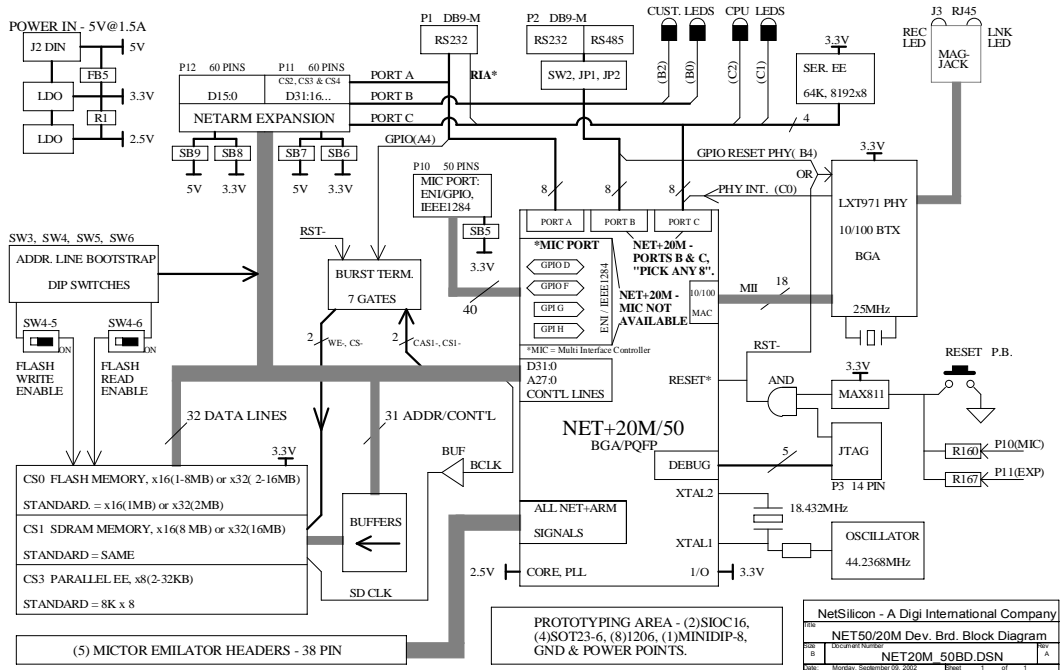 POWER IN - 5V@1.5A
J2 DIN
5V
FB5
LDO
3.3V
R1
LDO
2.5V
P12 60 PINS
P11 60 PINS
CS2, CS3 & CS4
D15:0
D31:16...
NETARM EXPANSION
SB9
SB8
SB7
SB6
5V
3.3V
5V
3.3V
PORT A
PORT B
PORT C
P1 DB9-M
RS232
RIA*
P2 DB9-M
RS232
RS485
SW2, JP1, JP2
CUST. LEDS
CPU LEDS
(B2)
(B0)
(C2)
(C1)
3.3V
SER. EE
64K, 8192x8
4
J3 RJ45
REC
LED
LNK
LED
MAG-
JACK
GPIO(A4)
P10 50 PINS
MIC PORT:
ENI/GPIO,
IEEE1284
SB5
3.3V
40
8
8
8
GPIO RESET PHY( B4)
OR
PHY INT. (C0)
3.3V
LXT971 PHY
10/100 BTX
BGA
25MHz
SW3, SW4, SW5, SW6
ADDR. LINE BOOTSTRAP
DIP SWITCHES
SW4-5
ON
FLASH
WRITE
ENABLE
SW4-6
ON
FLASH
READ
ENABLE
RST-
BURST TERM.
7 GATES
2
WE-, CS-
2
CAS1-, CS1-
PORT A
PORT B
PORT C
*MIC PORT
GPIO D
GPIO F
GPI G
GPI H
ENI / IEEE1284
NET+20M -
PORTS B & C,
"PICK ANY 8".
NET+20M -
MIC NOT
AVAILABLE
10/100
MAC
MII
18
*MIC = Multi Interface Controller
D31:0
A27:0
CONT'L LINES
RST-
RESET*
AND
3.3V
MAX811
RESET P.B.
NET+20M/50
BGA/PQFP
DEBUG
5
JTAG
P3 14 PIN
R160
P10(MIC)
R167
P11(EXP)
32 DATA LINES
31 ADDR/CONT'L
BUF
BCLK
3.3V
CS0 FLASH MEMORY, x16(1-8MB) or x32( 2-16MB)
STANDARD. = x16(1MB) or x32(2MB)
CS1 SDRAM MEMORY, x16(8 MB) or x32(16MB)
STANDARD = SAME
CS3 PARALLEL EE, x8(2-32KB)
STANDARD = 8K x 8
BUFFERS
SD CLK
ALL NET+ARM
SIGNALS
XTAL2
XTAL1
18.432MHz
OSCILLATOR
44.2368MHz
2.5V
CORE, PLL
1/O
3.3V
(5) MICTOR EMILATOR HEADERS - 38 PIN
PROTOTYPING AREA - (2)SIOC16,
(4)SOT23-6, (8)1206, (1)MINIDIP-8,
GND & POWER POINTS.
NetSilicon - A Digi International Company
Title
NET50/20M Dev. Brd. Block Diagram
Size
B
Document Number
NET20M_50BD.DSN
Rev
A
Date: Monday, September 09, 2002 Sheet 1 of 1